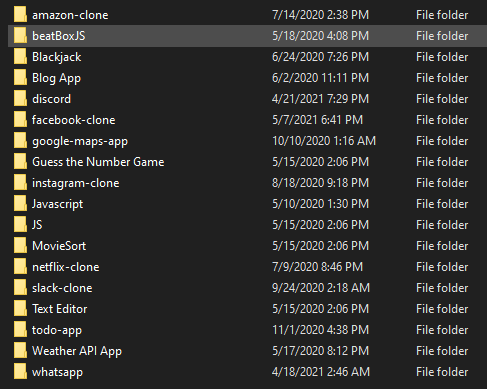 amazon-clone 7/14/2020 2:38 PM File folder
beatBoxJS 5/18/2020 4:08 PM File folder
Blackjack 6/24/2020 7:26 PM File folder
Blog App 6/2/2020 11:11 PM File folder
discord 4/21/2021 7:29 PM File folder
facebook-clone 5/7/2021 6:41 PM File folder
google-maps-app 10/10/2020 1:16 AM File folder
Guess the Number Game 5/15/2020 2:06 PM File folder
instagram-clone 8/18/2020 9:18 PM File folder
Javascript 5/10/2020 1:30 PM File folder
JS 5/15/2020 2:06 PM File folder
MovieSort 5/15/2020 2:06 PM File folder
netflix-clone 7/9/2020 8:46 PM File folder
slack-clone 9/24/2020 2:18 AM File folder
Text Editor 5/15/2020 2:06 PM File folder
todo-app 11/1/2020 4:38 PM File folder
Weather API App 5/17/2020 8:12 PM File folder
whatsapp 4/18/2021 2:46 AM File folder